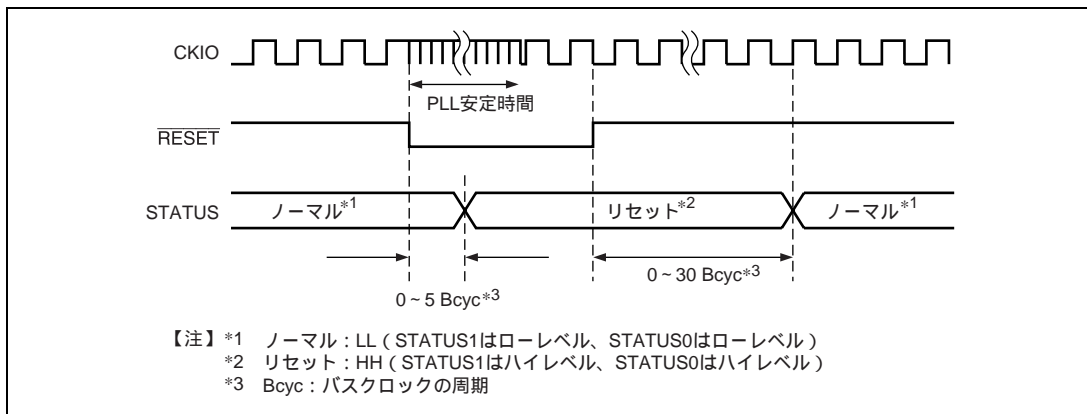 CKIO
PLL安定時間
RESET
STATUS
ノーマル*1
リセット*2
ノーマル*1
0～5 Bcyc*3
0～30 Bcyc*3
【注】*1 ノーマル：LL（STATUS1はローレベル、STATUS0はローレベル）
*2 リセット：HH（STATUS1はハイレベル、STATUS0はハイレベル）
*3 Bcyc：バスクロックの周期